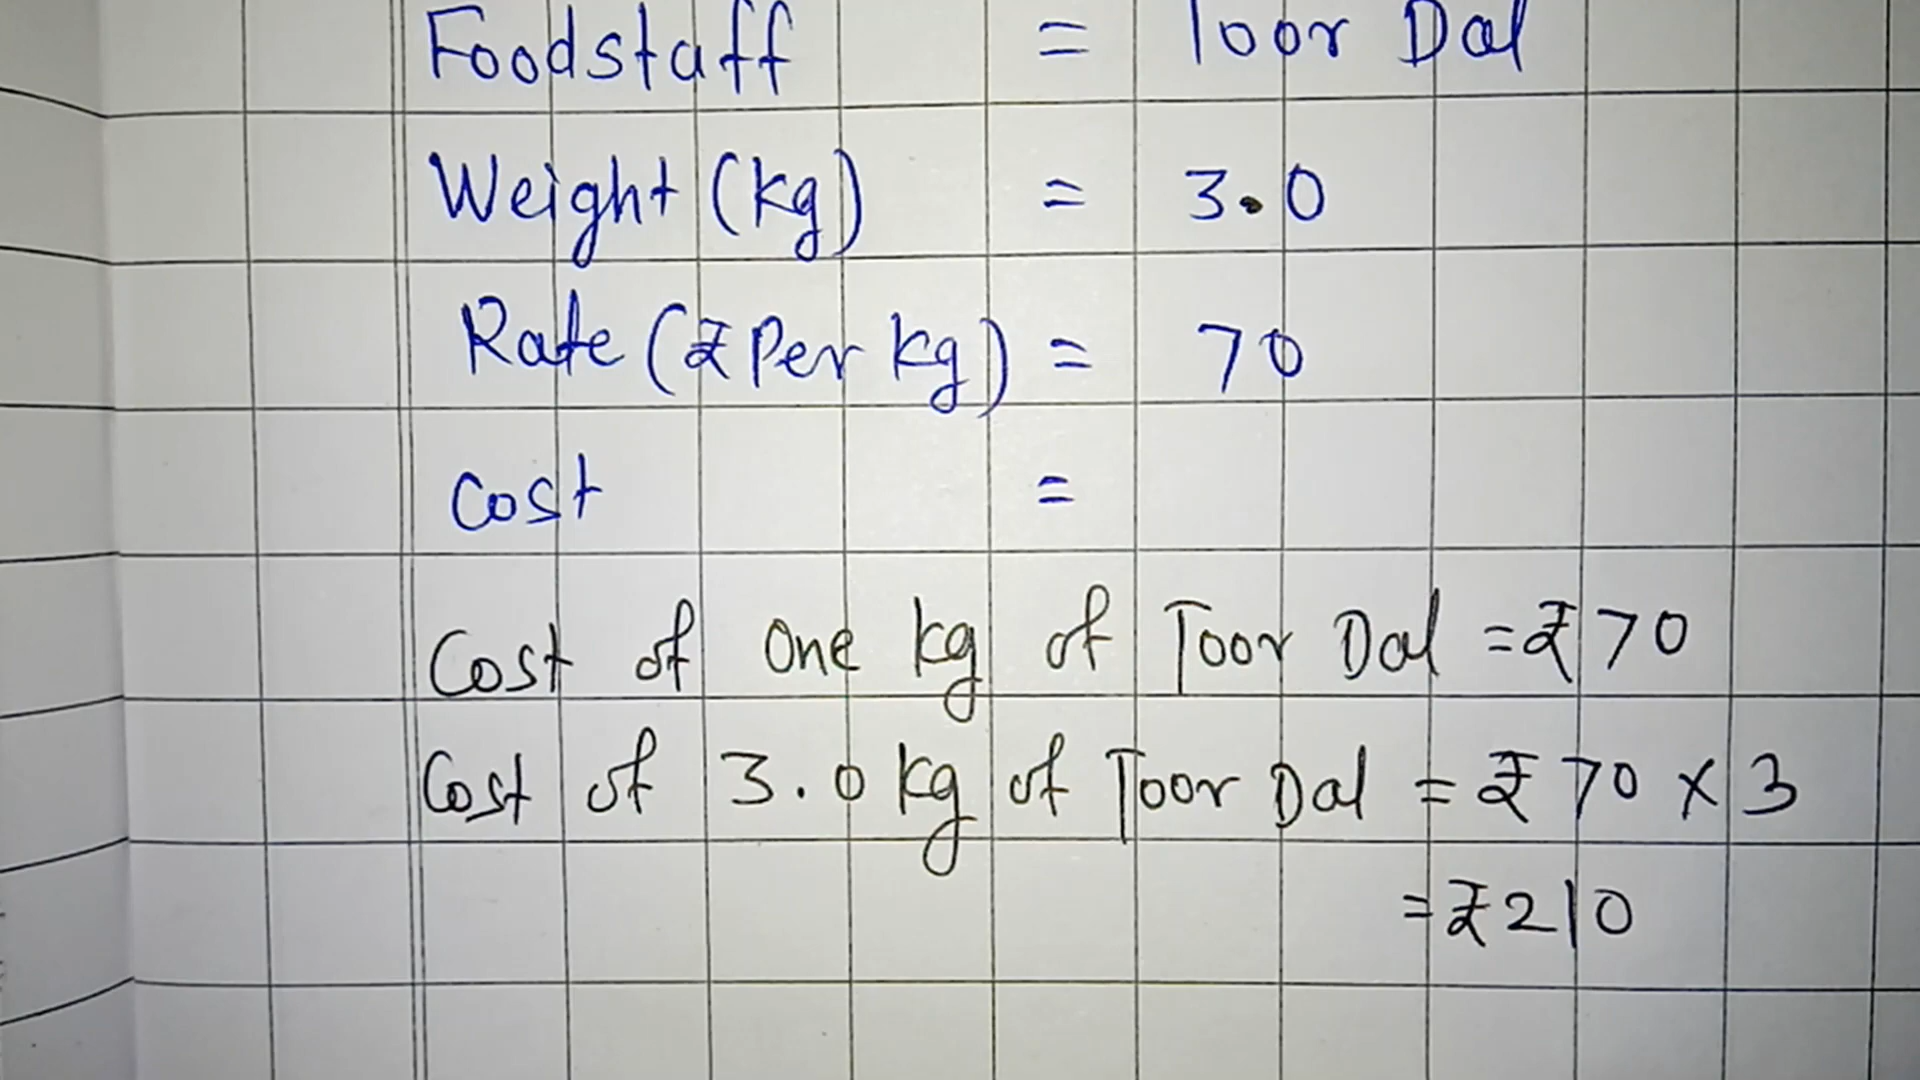 Foodstaff = Toor Dal
Weight (kg) = 3.0
Rate (₹ Per kg) = 70
Cost =
Cost of One kg of Toor Dal = ₹ 70
Cost of 3.0 kg of Toor Dal = ₹ 70 × 3
= ₹ 210